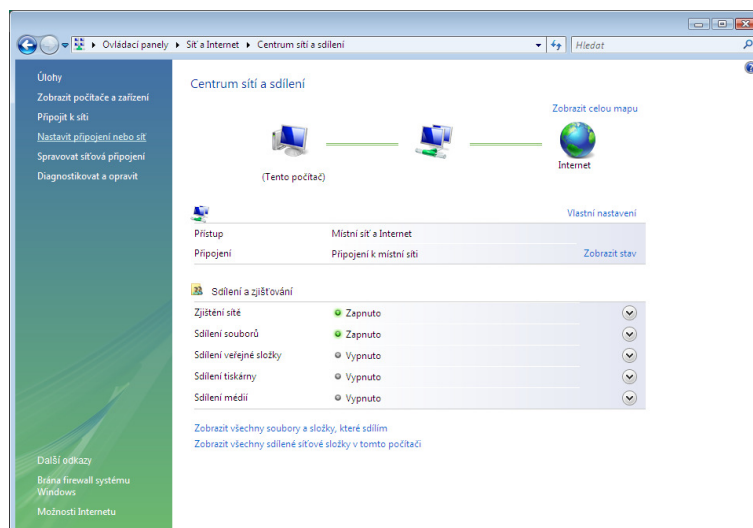 Ovládací panely ▸ Síť a Internet ▸ Centrum sítí a sdílení
Hledat
Úlohy
Zobrazit počítače a zařízení
Připojit k síti
Nastavit připojení nebo síť
Spravovat síťová připojení
Diagnostikovat a opravit
Další odkazy
Brána firewall systému
Windows
Možnosti Internetu
Centrum sítí a sdílení
Zobrazit celou mapu
(Tento počítač)
Internet
Vlastní nastavení
Přístup Místní síť a Internet
Připojení Připojení k místní síti Zobrazit stav
Sdílení a zjišťování
Zjištění sítě Zapnuto
Sdílení souborů Zapnuto
Sdílení veřejné složky Vypnuto
Sdílení tiskárny Vypnuto
Sdílení médií Vypnuto
Zobrazit všechny soubory a složky, které sdílím
Zobrazit všechny sdílené síťové složky v tomto počítači